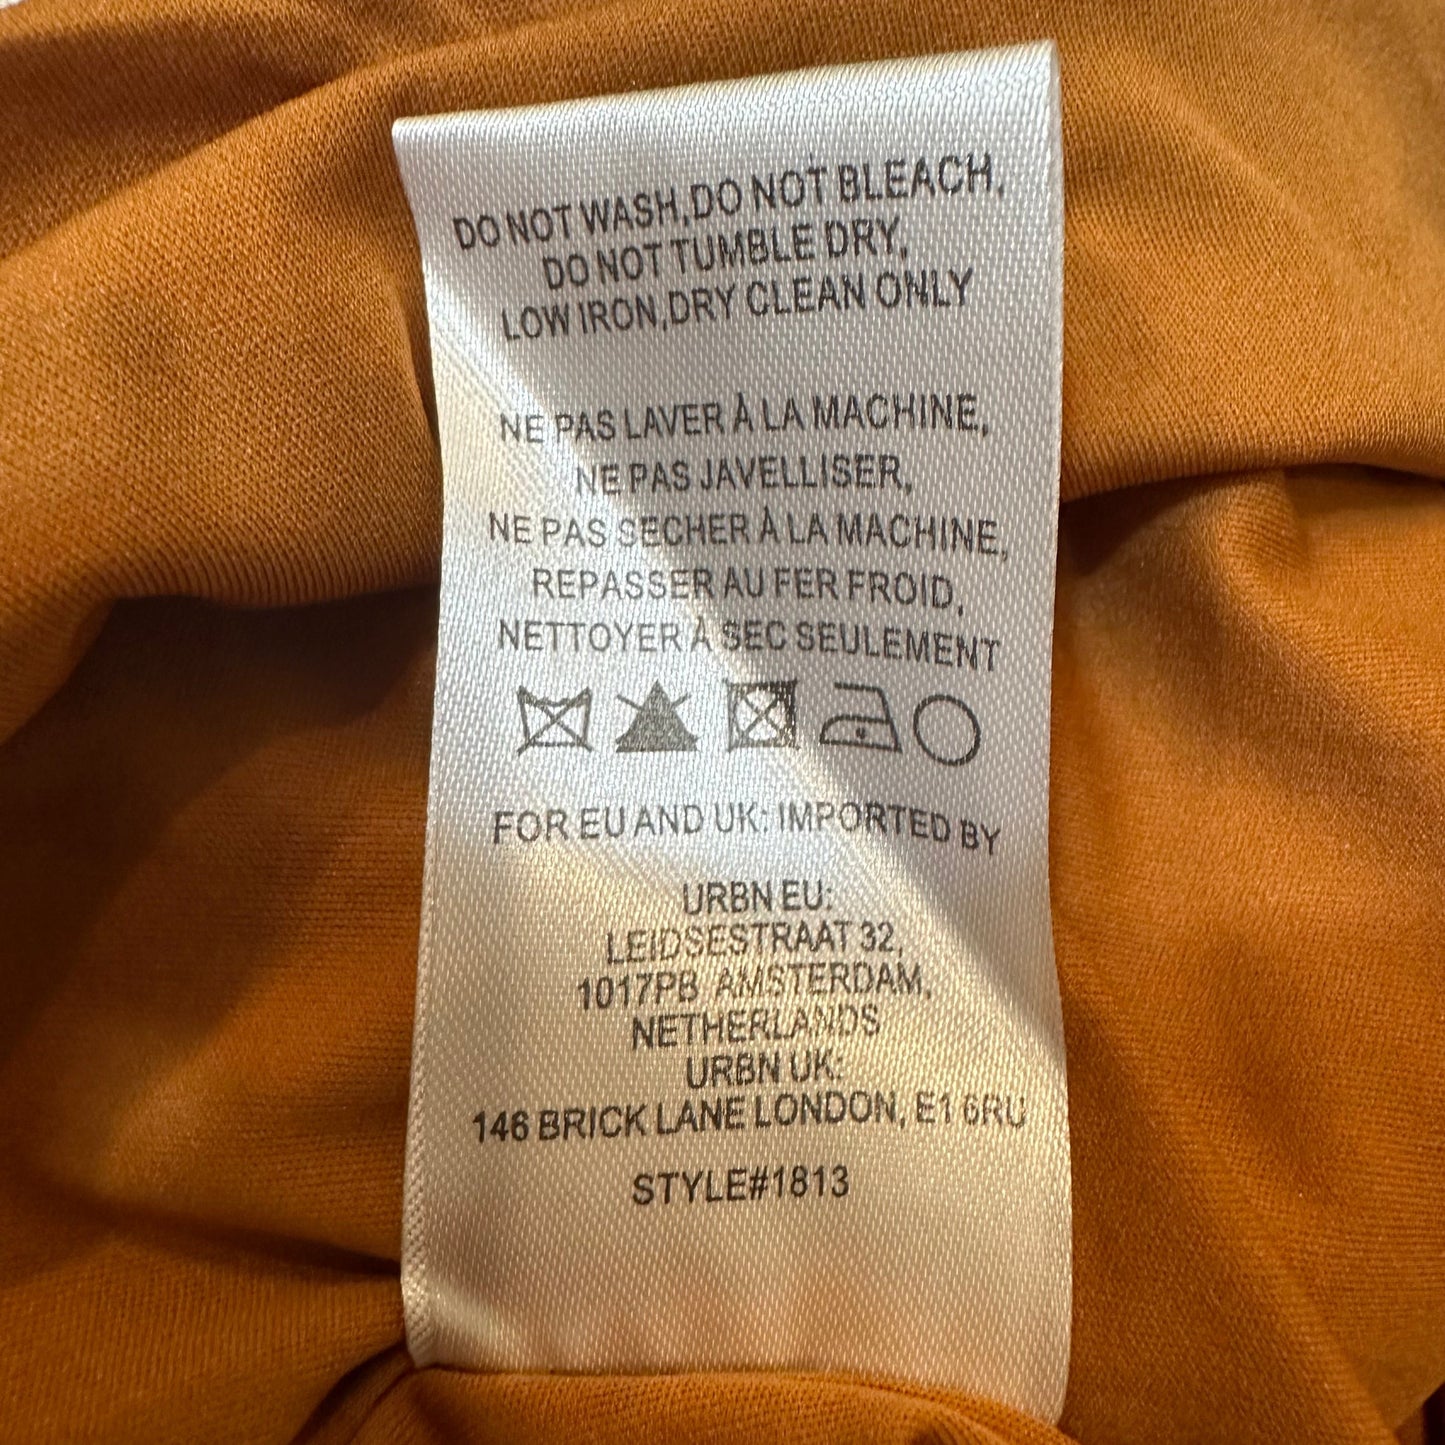 DO NOT WASH,DO NOT BLEACH,
DO NOT TUMBLE DRY,
LOW IRON,DRY CLEAN ONLY
NE PAS LAVER À LA MACHINE,
NE PAS JAVELLISER,
NE PAS SECHER À LA MACHINE,
REPASSER AU FER FROID,
NETTOYER À SEC SEULEMENT
FOR EU AND UK: IMPORTED BY
URBN EU:
LEIDSESTRAAT 32,
1017PB AMSTERDAM,
NETHERLANDS
URBN UK:
146 BRICK LANE LONDON, E1 6RU
STYLE#1813